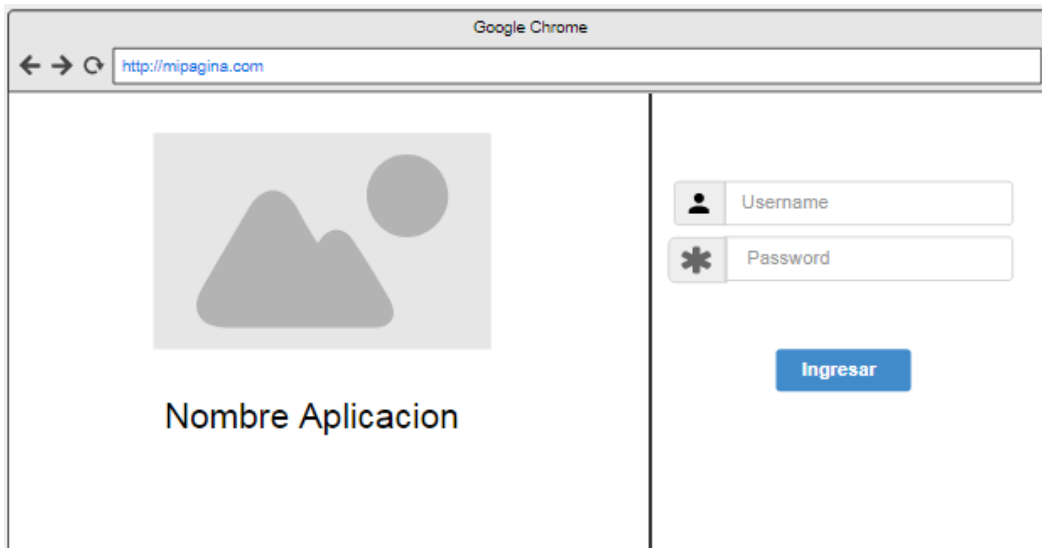 Google Chrome
http://mipagina.com
Username
Password
Ingresar
Nombre Aplicacion